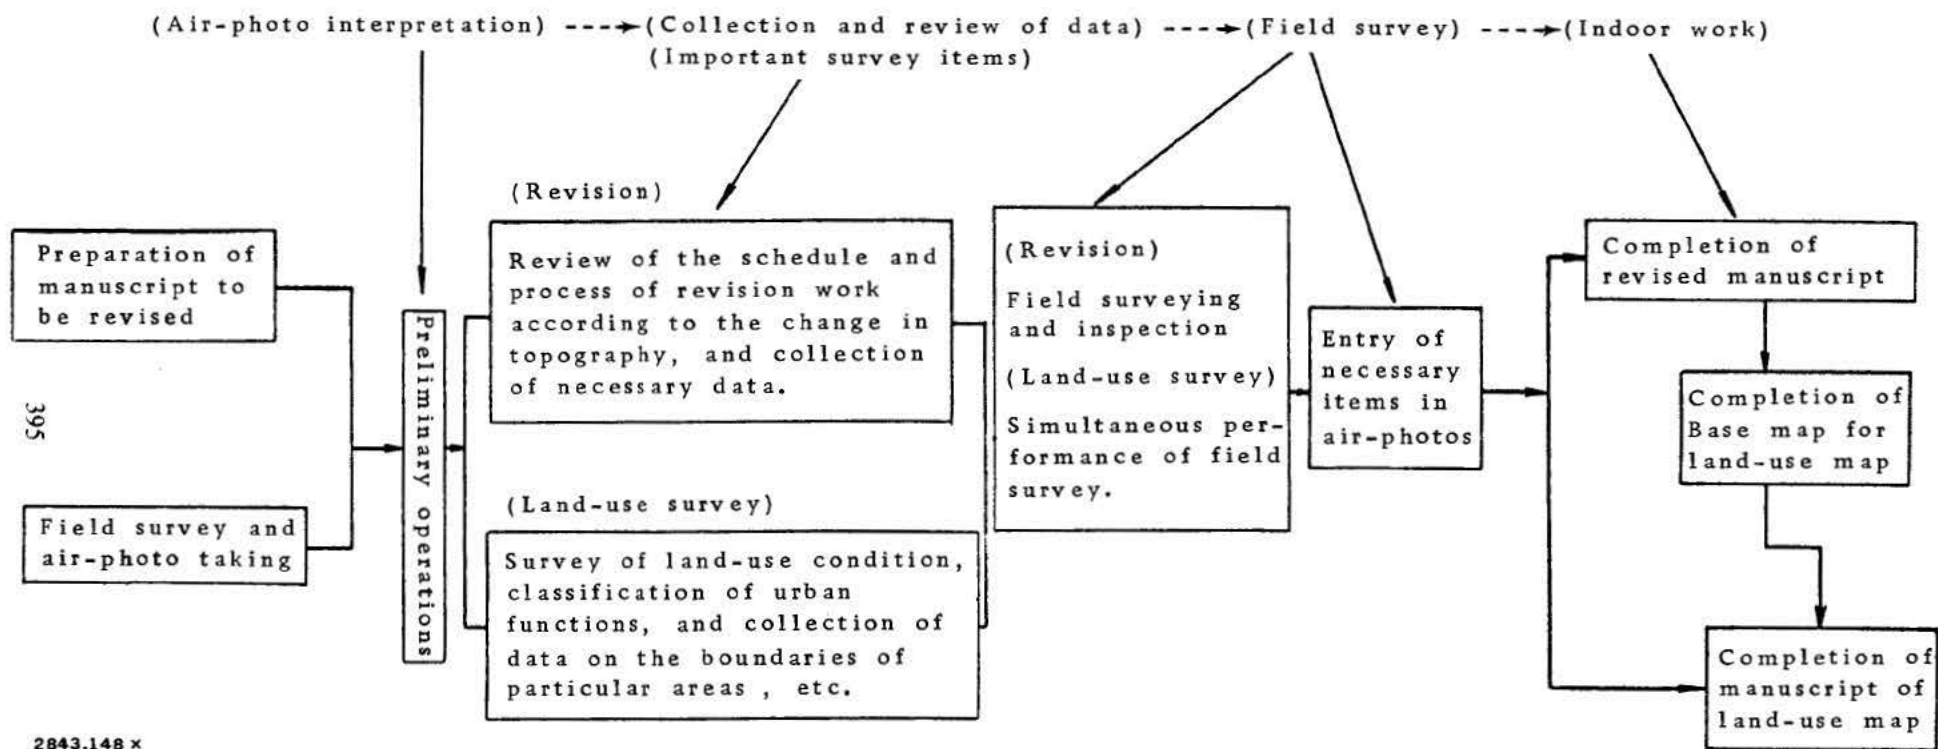 (Air-photo interpretation) ----> (Collection and review of data) ----> (Field survey) ----> (Indoor work)
(Important survey items)
Preparation of
manuscript to
be revised
Field survey and
air-photo taking
395
Preliminary operations
(Revision)
Review of the schedule and
process of revision work
according to the change in
topography, and collection
of necessary data.
(Land-use survey)
Survey of land-use condition,
classification of urban
functions, and collection of
data on the boundaries of
particular areas , etc.
(Revision)
Field surveying
and inspection
(Land-use survey)
Simultaneous per-
formance of field
survey.
Entry of
necessary
items in
air-photos
Completion of
revised manuscript
Completion of
Base map for
land-use map
Completion of
manuscript of
land-use map
2843.148 x